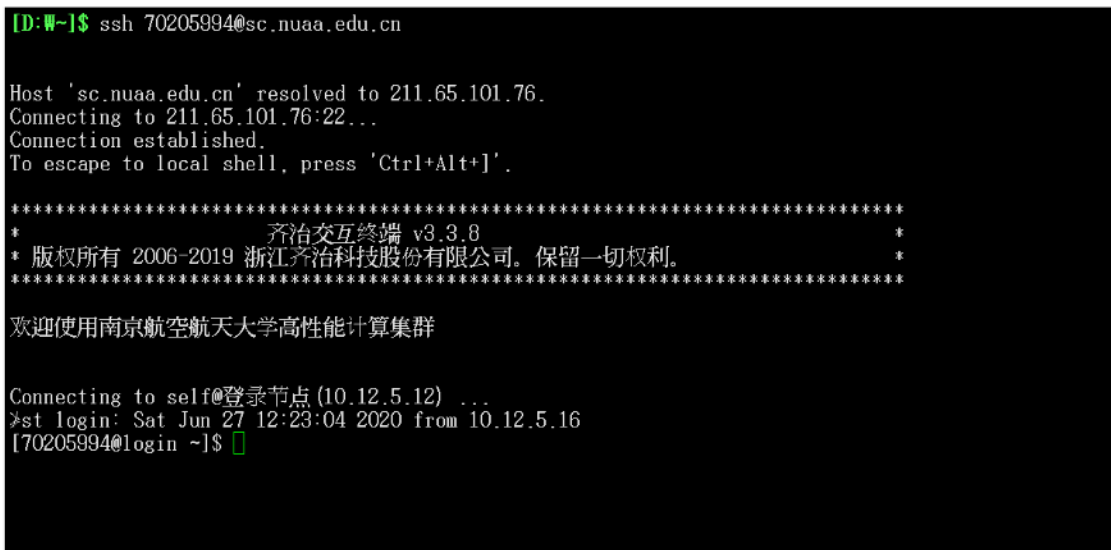 [D:₩~]$ ssh 70205994@sc.nuaa.edu.cn
Host 'sc.nuaa.edu.cn' resolved to 211.65.101.76.
Connecting to 211.65.101.76:22...
Connection established.
To escape to local shell, press 'Ctrl+Alt+]'.
********************************************************************************
* 齐治交互终端 v3.3.8 *
* 版权所有 2006-2019 浙江齐治科技股份有限公司。保留一切权利。 *
********************************************************************************
欢迎使用南京航空航天大学高性能计算集群
Connecting to self@登录节点(10.12.5.12) ...
>st login: Sat Jun 27 12:23:04 2020 from 10.12.5.16
[70205994@login ~]$